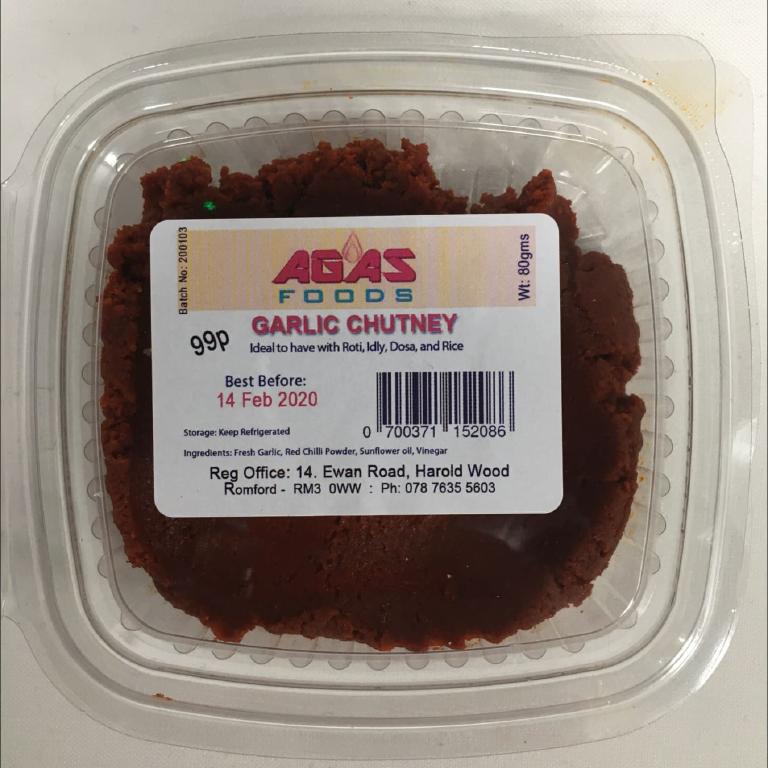 Batch No: 200103
AGAS
FOODS
Wt: 80gms
GARLIC CHUTNEY
99p
Ideal to have with Roti, Idly, Dosa, and Rice
Best Before:
14 Feb 2020
Storage: Keep Refrigerated
0 700371 152086
Ingredients: Fresh Garlic, Red Chilli Powder, Sunflower oil, Vinegar
Reg Office: 14. Ewan Road, Harold Wood
Romford - RM3 0WW : Ph: 078 7635 5603